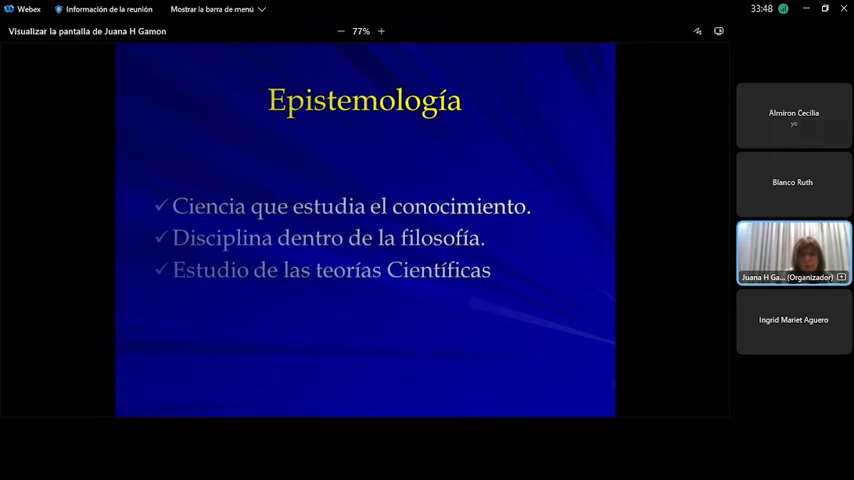 Webex
Información de la reunión
Mostrar la barra de menú
33:48
Visualizar la pantalla de Juana H Gamon
77%
Epistemología
Ciencia que estudia el conocimiento.
Disciplina dentro de la filosofía.
Estudio de las teorías Científicas
Almiron Cecilia
yo
Blanco Ruth
Juana H Ga... (Organizador)
Ingrid Mariet Aguero